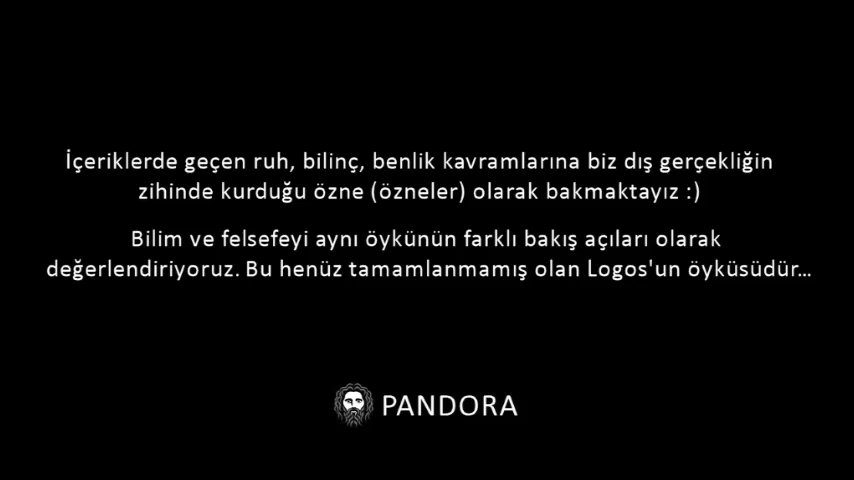 İçeriklerde geçen ruh, bilinç, benlik kavramlarına biz dış gerçekliğin
zihinde kurduğu özne (özneler) olarak bakmaktayız :)
Bilim ve felsefeyi aynı öykünün farklı bakış açıları olarak
değerlendiriyoruz. Bu henüz tamamlanmamış olan Logos'un öyküsüdür...
PANDORA